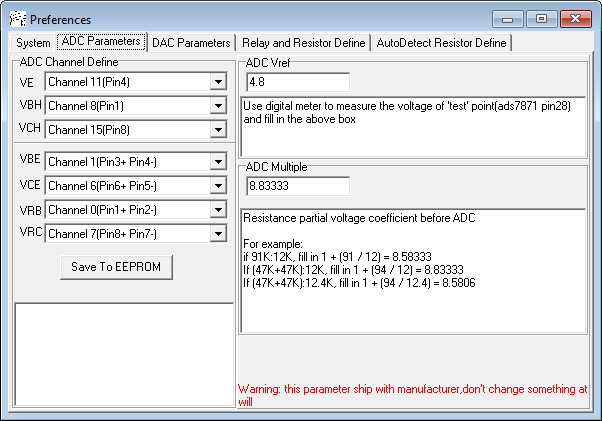 Preferences
System
ADC Parameters
DAC Parameters
Relay and Resistor Define
AutoDetect Resistor Define
ADC Channel Define
VE Channel 11(Pin4)
VBH Channel 8(Pin1)
VCH Channel 15(Pin8)
VBE Channel 1(Pin3+ Pin4-)
VCE Channel 6(Pin6+ Pin5-)
VRB Channel 0(Pin1+ Pin2-)
VRC Channel 7(Pin8+ Pin7-)
Save To EEPROM
ADC Vref
4.8
Use digital meter to measure the voltage of 'test' point(ads7871 pin28)
and fill in the above box
ADC Multiple
8.83333
Resistance partial voltage coefficient before ADC
For example:
if 91K:12K, fill in 1 + (91 / 12) = 8.58333
If (47K+47K):12K, fill in 1 + (94 / 12) = 8.83333
If (47K+47K):12.4K, fill in 1 + (94 / 12.4) = 8.5806
Warning: this parameter ship with manufacturer,don't change something at
will